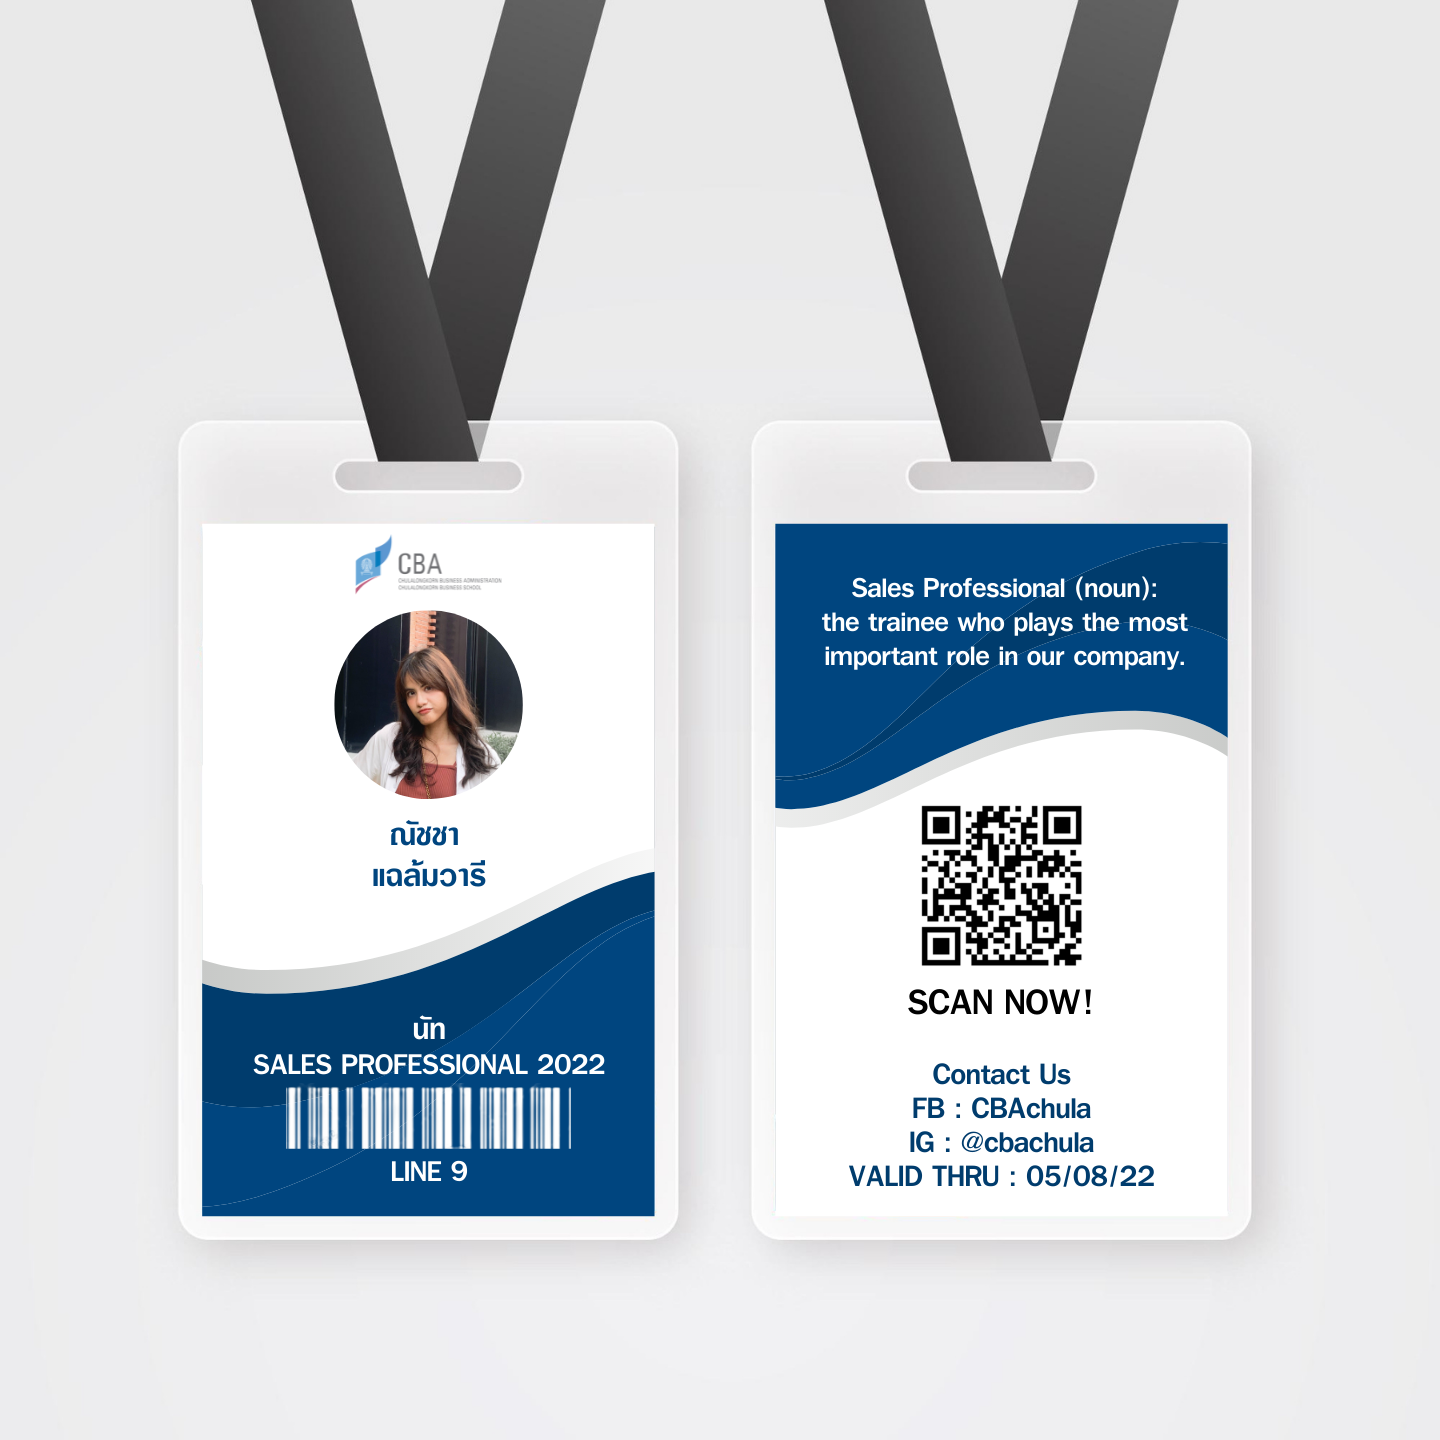 CBA
CHULALONGKORN BUSINESS ADMINISTRATION
CHULALONGKORN BUSINESS SCHOOL
ณัชชา
แฉล้มวารี
นัท
SALES PROFESSIONAL 2022
LINE 9
Sales Professional (noun):
the trainee who plays the most
important role in our company.
SCAN NOW!
Contact Us
FB : CBAchula
IG : @cbachula
VALID THRU : 05/08/22